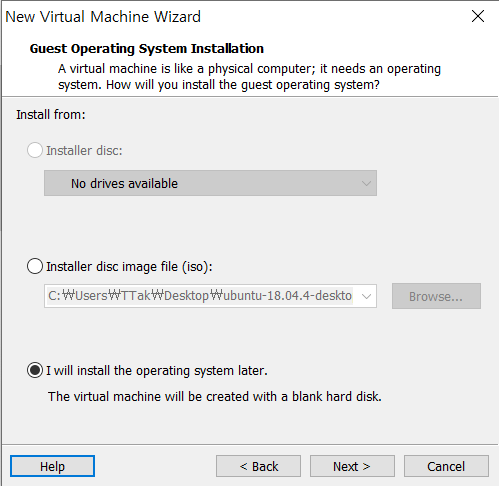 New Virtual Machine Wizard
Guest Operating System Installation
A virtual machine is like a physical computer; it needs an operating
system. How will you install the guest operating system?
Install from:
Installer disc:
No drives available
Installer disc image file (iso):
C:₩Users₩TTak₩Desktop₩ubuntu-18.04.4-deskto
Browse...
I will install the operating system later.
The virtual machine will be created with a blank hard disk.
Help
< Back
Next >
Cancel